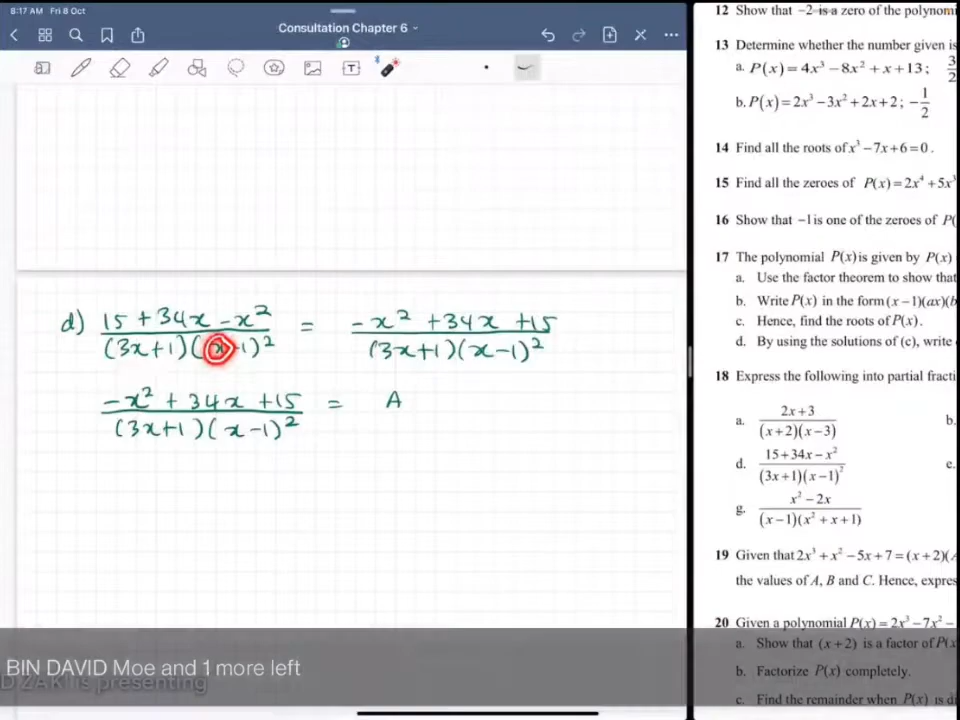 8:17 AM Fri 8 Oct
Consultation Chapter 6
d) (15 + 34x - x²)/((3x+1)(x-1)²) = (-x² + 34x + 15)/((3x+1)(x-1)²)
(-x² + 34x + 15)/((3x+1)(x-1)²) = A
BIN DAVID Moe and 1 more left
is presenting
12 Show that −2 is a zero of the polynom
13 Determine whether the number given is
a. P(x)=4x³−8x²+x+13; 3/2
b. P(x)=2x³−3x²+2x+2; −1/2
14 Find all the roots of x³−7x+6=0.
15 Find all the zeroes of P(x)=2x⁴+5x³
16 Show that −1 is one of the zeroes of P(
17 The polynomial P(x) is given by P(x)
a. Use the factor theorem to show that
b. Write P(x) in the form (x−1)(ax)(b
c. Hence, find the roots of P(x).
d. By using the solutions of (c), write
18 Express the following into partial fracti
a. (2x+3)/((x+2)(x−3)) b.
d. (15+34x−x²)/((3x+1)(x−1)²) e.
g. (x²−2x)/((x−1)(x²+x+1))
19 Given that 2x³+x²−5x+7=(x+2)(
the values of A, B and C. Hence, expres
20 Given a polynomial P(x)=2x³−7x²−
a. Show that (x+2) is a factor of P(
b. Factorize P(x) completely.
c. Find the remainder when P(x) is di